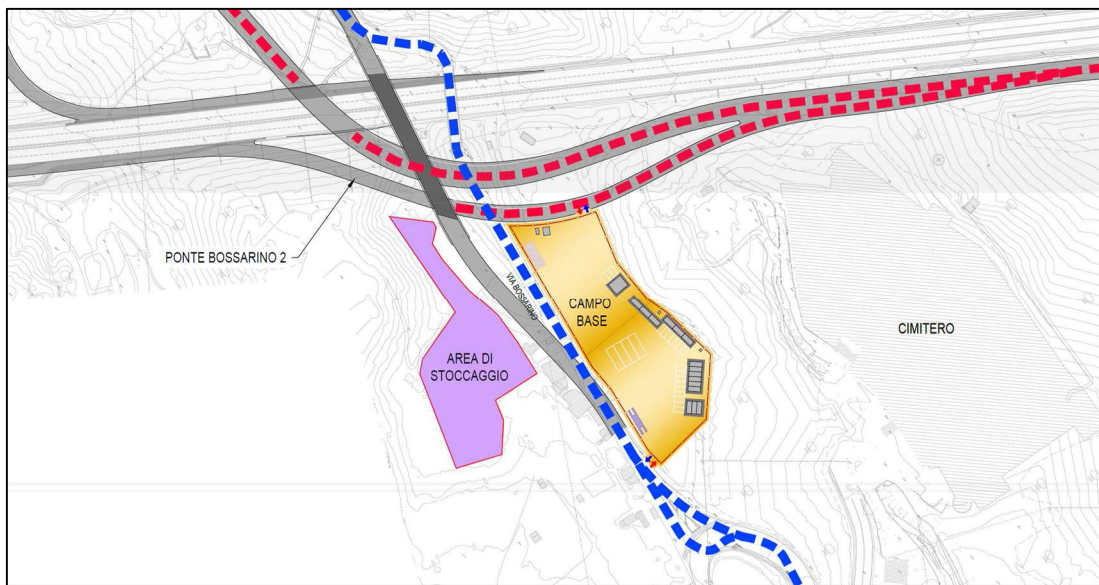 PONTE BOSSARINO 2
VIA BOSSARINO
CAMPO
BASE
CIMITERO
AREA DI
STOCCAGGIO